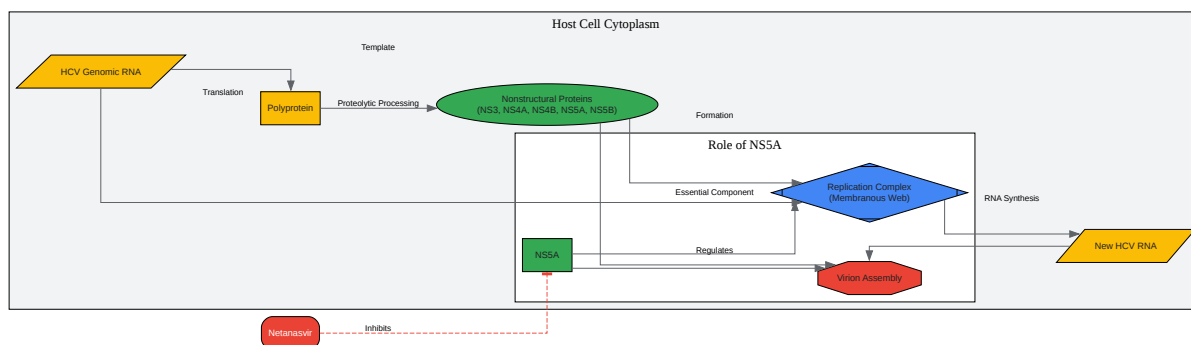 Host Cell Cytoplasm
Template
HCV Genomic RNA
Translation
Polyprotein
Proteolytic Processing
Nonstructural Proteins
(NS3, NS4A, NS4B, NS5A, NS5B)
Formation
Role of NS5A
Essential Component
Replication Complex
(Membranous Web)
RNA Synthesis
NS5A
Regulates
New HCV RNA
Virion Assembly
Netanasvir
Inhibits